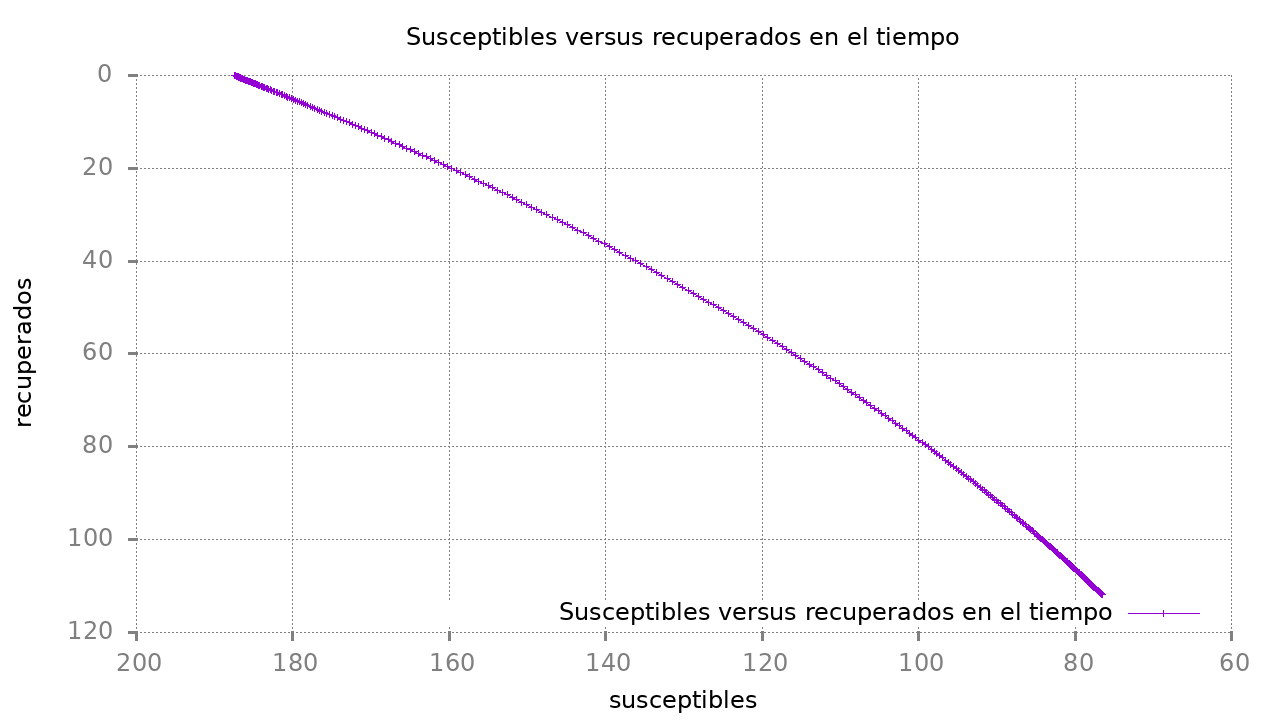 Susceptibles versus recuperados en el tiempo
0
20
40
60
80
100
120
recuperados
Susceptibles versus recuperados en el tiempo
200 180 160 140 120 100 80 60
susceptibles